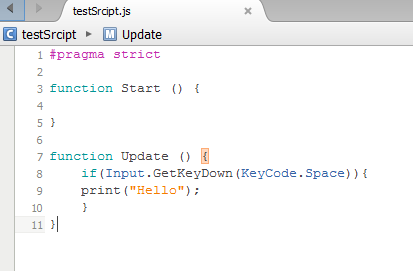 testSrcipt.js ×
C testSrcipt ▶ M Update
1 #pragma strict
2
3 function Start () {
4
5 }
6
7 function Update () {
8     if(Input.GetKeyDown(KeyCode.Space)){
9     print("Hello");
10     }
11 }